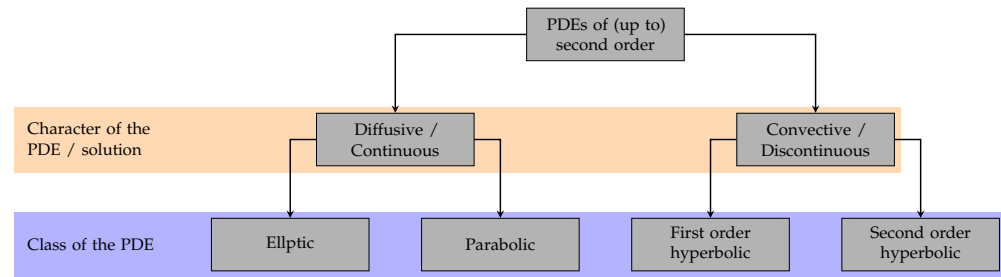 PDEs of (up to)
second order
Character of the
PDE / solution
Diffusive /
Continuous
Convective /
Discontinuous
Class of the PDE
Ellptic
Parabolic
First order
hyperbolic
Second order
hyperbolic